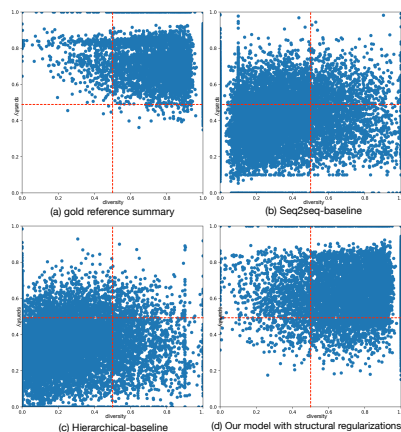 1.0
0.8
0.6
0.4
0.2
0.0
sparsity
0.0 0.2 0.4 0.6 0.8 1.0
diversity
(a) gold reference summary
1.0
0.8
0.6
0.4
0.2
0.0
sparsity
0.0 0.2 0.4 0.6 0.8 1.0
diversity
(b) Seq2seq-baseline
1.0
0.8
0.6
0.4
0.2
0.0
sparsity
0.0 0.2 0.4 0.6 0.8 1.
diversity
(c) Hierarchical-baseline
1.0
0.8
0.6
0.4
0.2
0.0
sparsity
0.0 0.2 0.4 0.6 0.8 1.0
diversity
(d) Our model with structural regularizations